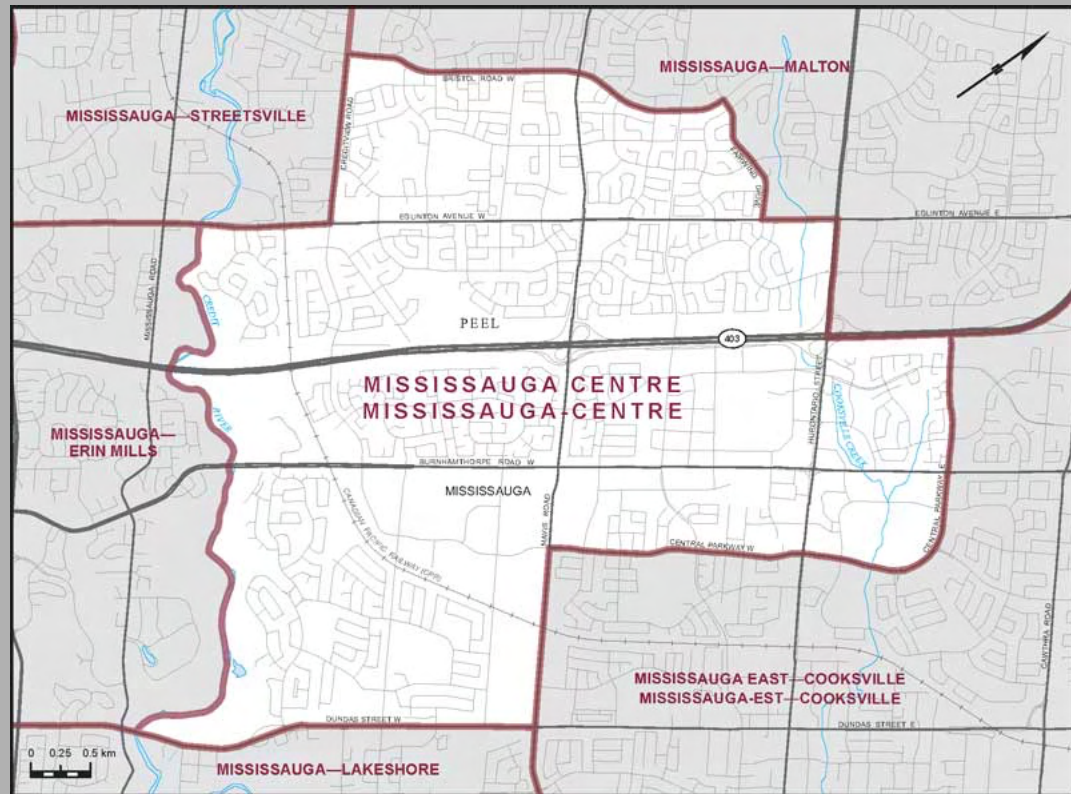 MISSISSAUGA—MALTON
BRISTOL ROAD W
MISSISSAUGA—STREETSVILLE
CREDITVIEW ROAD
FAIRWIND DRIVE
EGLINTON AVENUE W
EGLINTON AVENUE E
MISSISSAUGA ROAD
CREDIT
PEEL
403
MISSISSAUGA CENTRE
MISSISSAUGA-CENTRE
HURONTARIO STREET
COOKSVILLE CREEK
RIVER
MISSISSAUGA—
ERIN MILLS
BURNHAMTHORPE ROAD W
MISSISSAUGA
CANADIAN PACIFIC RAILWAY (CPR)
MAVIS ROAD
CENTRAL PARKWAY W
CENTRAL PARKWAY E
CAWTHRA ROAD
MISSISSAUGA EAST—COOKSVILLE
MISSISSAUGA-EST—COOKSVILLE
DUNDAS STREET W
DUNDAS STREET E
0 0.25 0.5 km
MISSISSAUGA—LAKESHORE